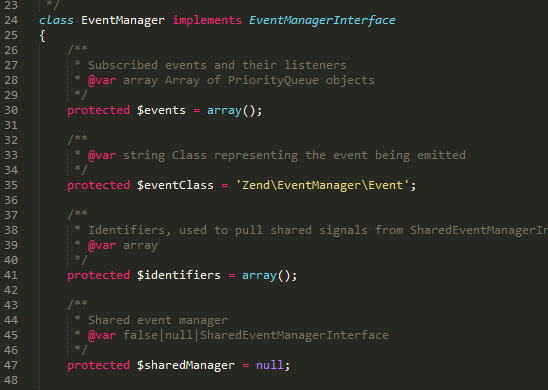 23 */
24 class EventManager implements EventManagerInterface
25 {
26 /**
27 * Subscribed events and their listeners
28 * @var array Array of PriorityQueue objects
29 */
30 protected $events = array();
31
32 /**
33 * @var string Class representing the event being emitted
34 */
35 protected $eventClass = 'Zend\EventManager\Event';
36
37 /**
38 * Identifiers, used to pull shared signals from SharedEventManagerIn
39 * @var array
40 */
41 protected $identifiers = array();
42
43 /**
44 * Shared event manager
45 * @var false|null|SharedEventManagerInterface
46 */
47 protected $sharedManager = null;
48